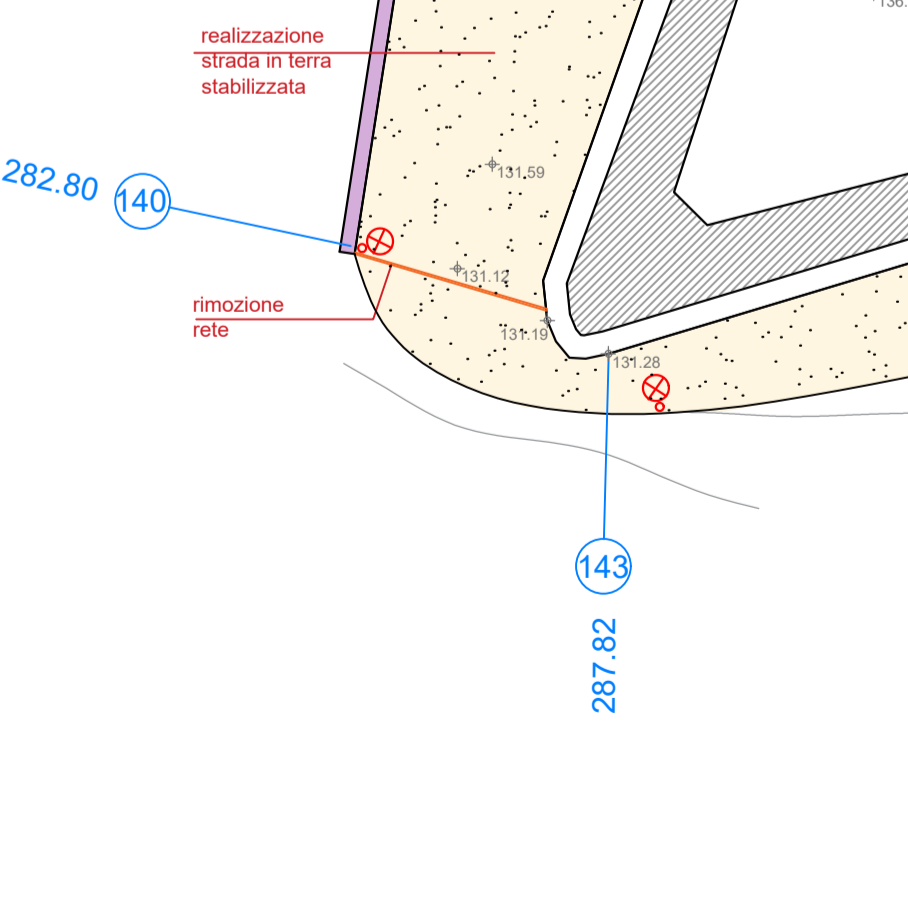 136.
realizzazione
strada in terra
stabilizzata
131.59
282.80
140
131.12
rimozione
rete
131.19
131.28
143
287.82